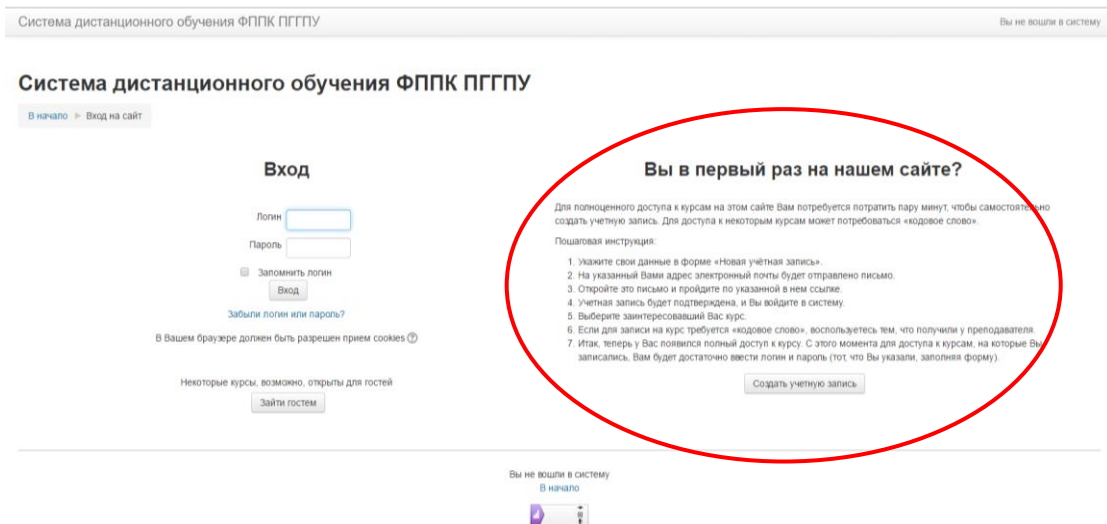 Система дистанционного обучения ФППК ПГГПУ
Вы не вошли в систему
Система дистанционного обучения ФППК ПГГПУ
В начало ► Вход на сайт
Вход
Логин
Пароль
Запомнить логин
Вход
Забыли логин или пароль?
В Вашем браузере должен быть разрешен прием cookies
Некоторые курсы, возможно, открыты для гостей
Зайти гостем
Вы в первый раз на нашем сайте?
Для полноценного доступа к курсам на этом сайте Вам потребуется потратить пару минут, чтобы самостоятельно
создать учетную запись. Для доступа к некоторым курсам может потребоваться «кодовое слово».
Пошаговая инструкция:
1. Укажите свои данные в форме «Новая учётная запись».
2. На указанный Вами адрес электронный почты будет отправлено письмо.
3. Откройте это письмо и пройдите по указанной в нем ссылке.
4. Учетная запись будет подтверждена, и Вы войдите в систему.
5. Выберите заинтересовавший Вас курс.
6. Если для записи на курс требуется «кодовое слово», воспользуетесь тем, что получили у преподавателя.
7. Итак, теперь у Вас появился полный доступ к курсу. С этого момента для доступа к курсам, на которые Вы
записались, Вам будет достаточно ввести логин и пароль (тот, что Вы указали, заполняя форму).
Создать учетную запись
Вы не вошли в систему
В начало